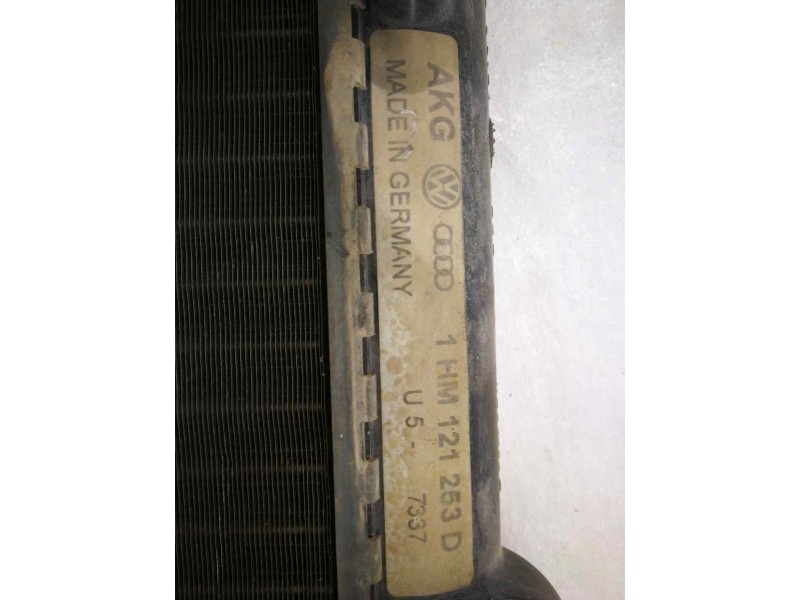 AKG 1 HM 121 253 D
MADE IN GERMANY U 5 - 7337